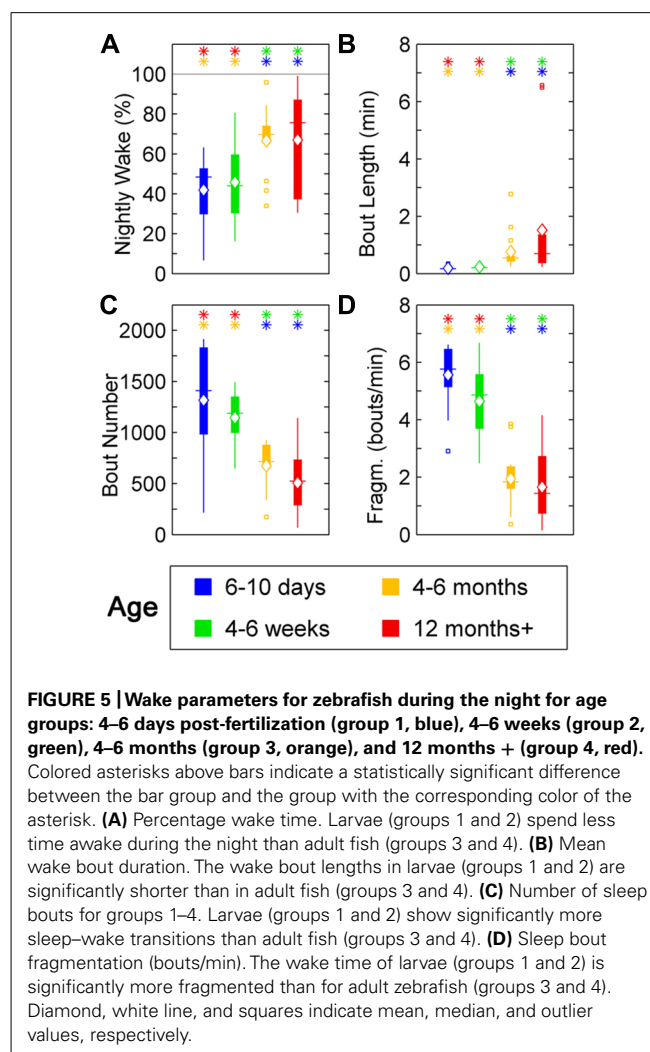 A
B
Nightly Wake (%)
100
80
60
40
20
0
Bout Length (min)
8
6
4
2
0
C
D
Bout Number
2000
1500
1000
500
0
Fragm. (bouts/min)
8
6
4
2
0
Age
6-10 days
4-6 months
4-6 weeks
12 months+
FIGURE 5 | Wake parameters for zebrafish during the night for age
groups: 4–6 days post-fertilization (group 1, blue), 4–6 weeks (group 2,
green), 4–6 months (group 3, orange), and 12 months + (group 4, red).
Colored asterisks above bars indicate a statistically significant difference
between the bar group and the group with the corresponding color of the
asterisk. (A) Percentage wake time. Larvae (groups 1 and 2) spend less
time awake during the night than adult fish (groups 3 and 4). (B) Mean
wake bout duration. The wake bout lengths in larvae (groups 1 and 2) are
significantly shorter than in adult fish (groups 3 and 4). (C) Number of sleep
bouts for groups 1–4. Larvae (groups 1 and 2) show significantly more
sleep–wake transitions than adult fish (groups 3 and 4). (D) Sleep bout
fragmentation (bouts/min). The wake time of larvae (groups 1 and 2) is
significantly more fragmented than for adult zebrafish (groups 3 and 4).
Diamond, white line, and squares indicate mean, median, and outlier
values, respectively.